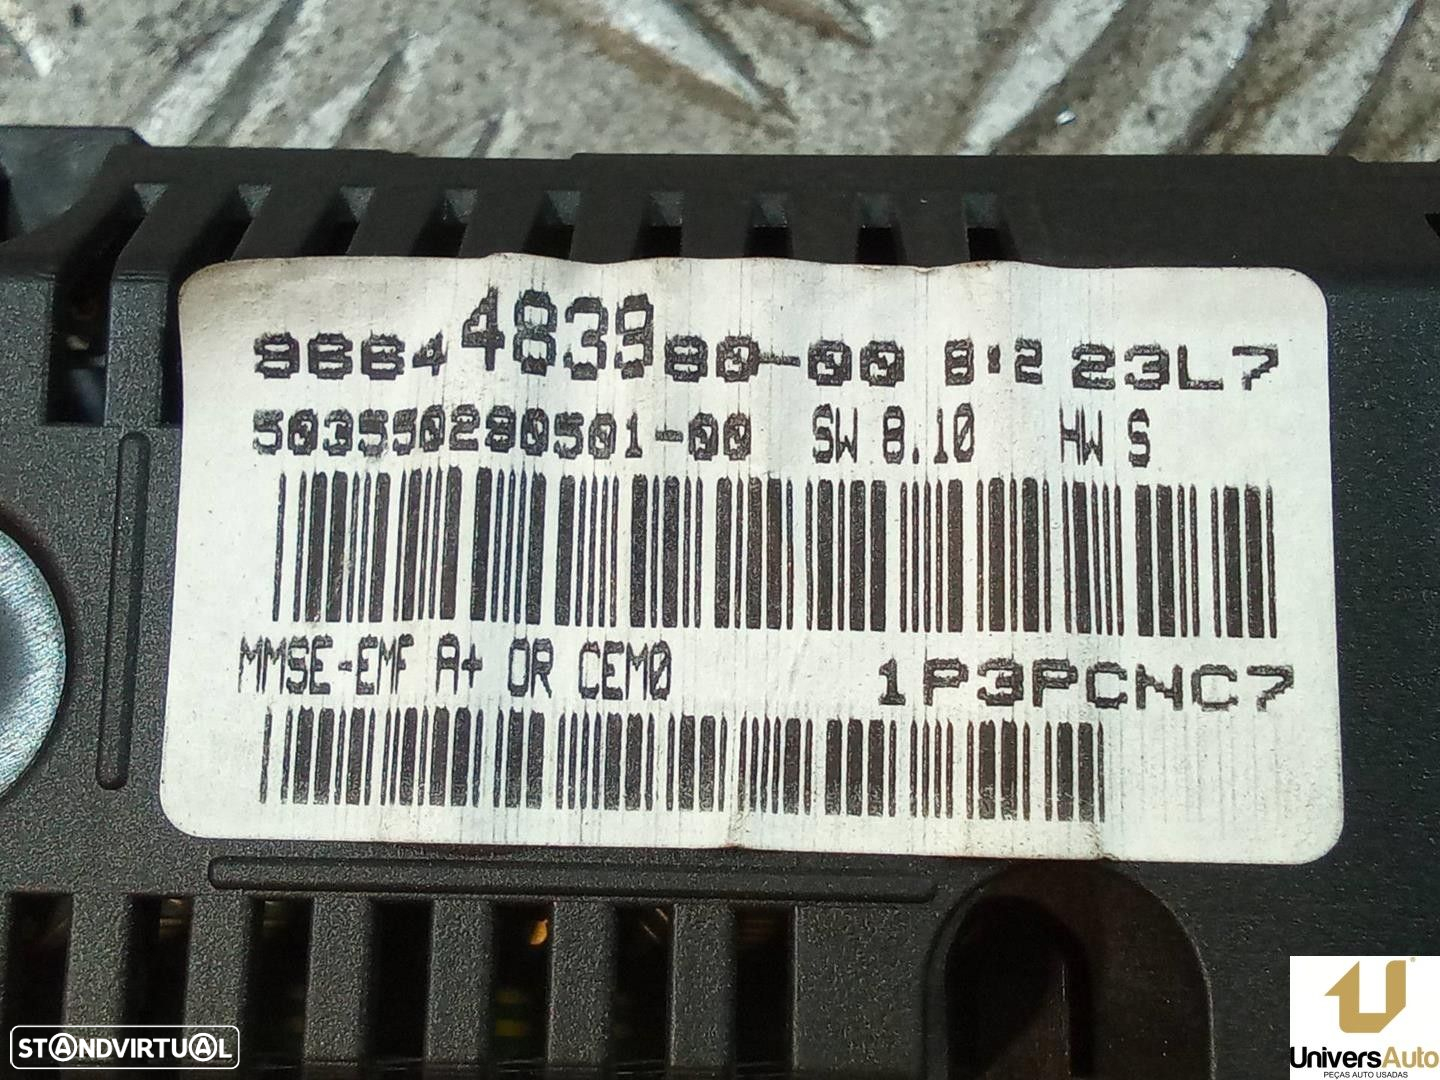 9664483980-00 8:2 23L7
503550280501-00 SW 8.10 HW S
MMSE-EMF A+ OR CEM0 1P3PCNC7
STANDVIRTUAL
UniversAuto
PEÇAS AUTO USADAS